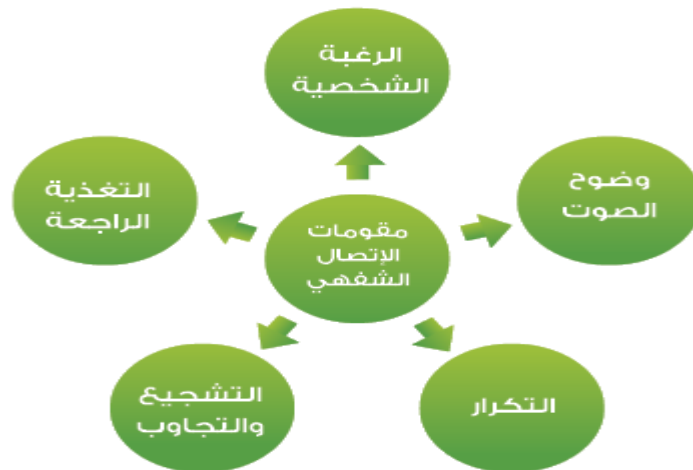 الرغبة
الشخصية
وضوح
الصوت
التغذية
الراجعة
مقومات
الإتصال
الشفهي
التكرار
التشجيع
والتجاوب